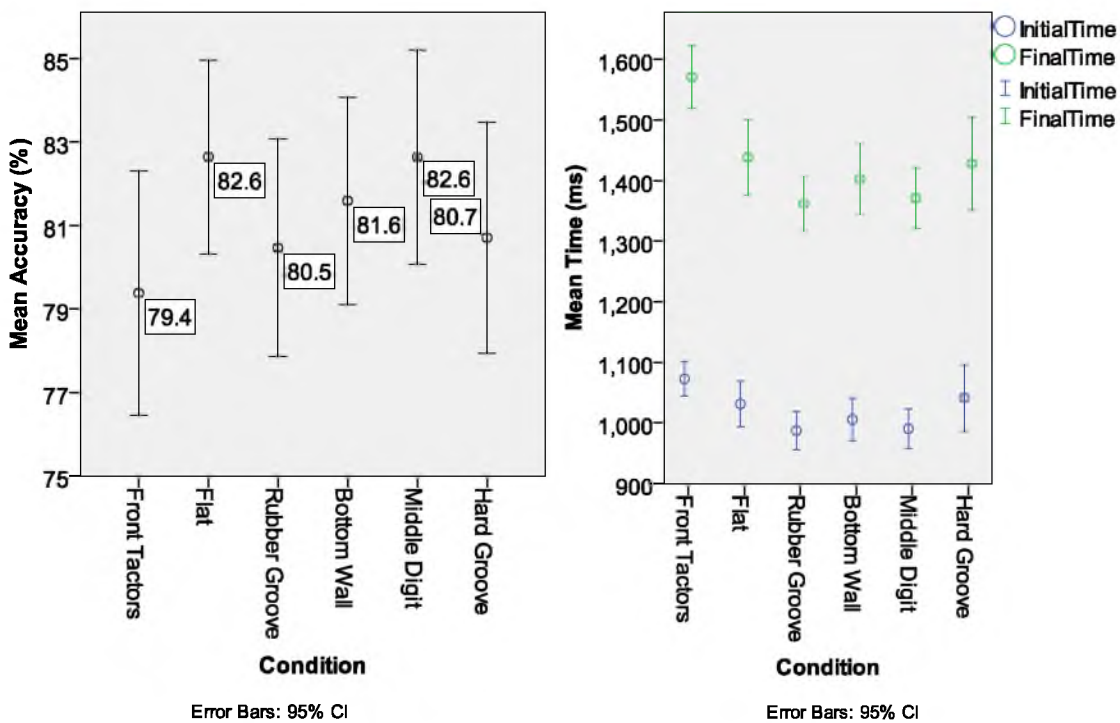 Mean Accuracy (%)
85
83
81
79
77
75
79.4
82.6
80.5
81.6
82.6
80.7
Front Tactors
Flat
Rubber Groove
Bottom Wall
Middle Digit
Hard Groove
Condition
Error Bars: 95% CI
Mean Time (ms)
1,600
1,500
1,400
1,300
1,200
1,100
1,000
900
Front Tactors
Flat
Rubber Groove
Bottom Wall
Middle Digit
Hard Groove
Condition
Error Bars: 95% CI
InitialTime
FinalTime
InitialTime
FinalTime